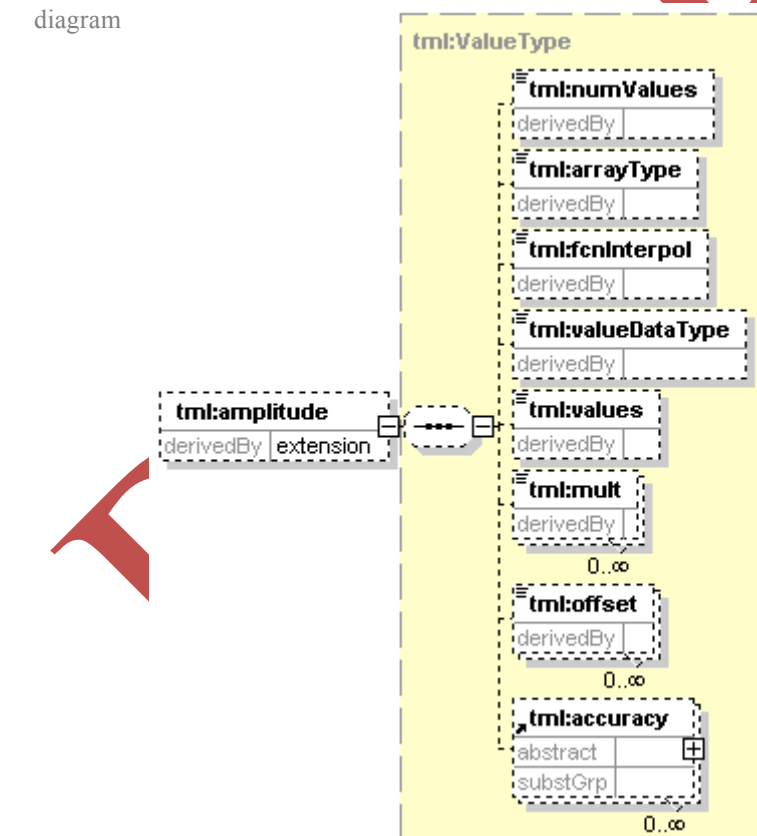 diagram
tml:ValueType
tml:numValues
derivedBy
tml:arrayType
derivedBy
tml:fcnInterpol
derivedBy
tml:valueDataType
derivedBy
tml:amplitude
derivedBy extension
tml:values
derivedBy
tml:mult
derivedBy
0..∞
tml:offset
derivedBy
0..∞
tml:accuracy
abstract
substGrp
0..∞